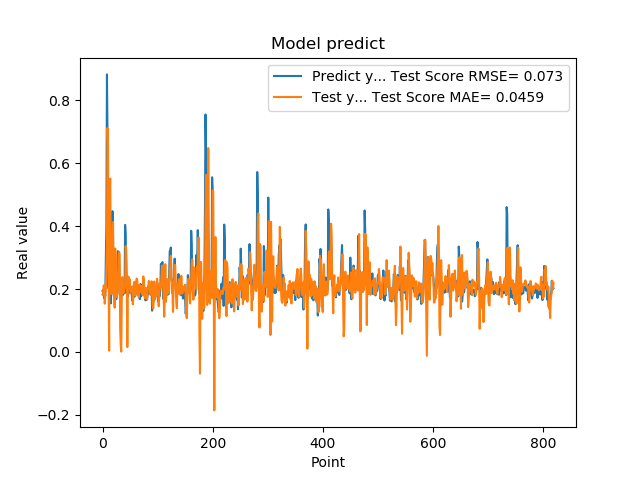 Model predict
Predict y... Test Score RMSE= 0.073
Test y... Test Score MAE= 0.0459
Real value
0.8
0.6
0.4
0.2
0.0
−0.2
0 200 400 600 800
Point